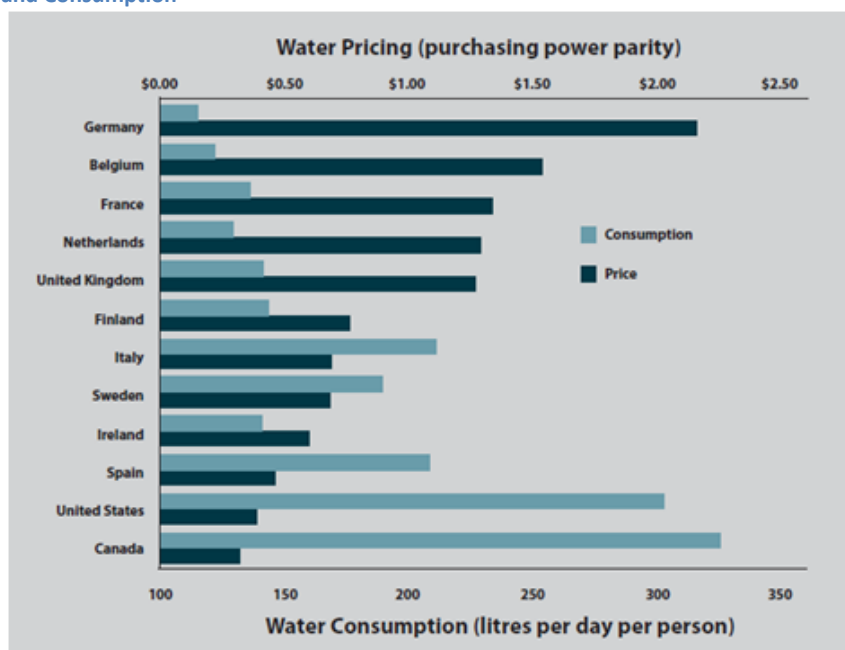 and Consumption
Water Pricing (purchasing power parity)
$0.00 $0.50 $1.00 $1.50 $2.00 $2.50
Germany
Belgium
France
Netherlands
Consumption
Price
United Kingdom
Finland
Italy
Sweden
Ireland
Spain
United States
Canada
100 150 200 250 300 350
Water Consumption (litres per day per person)